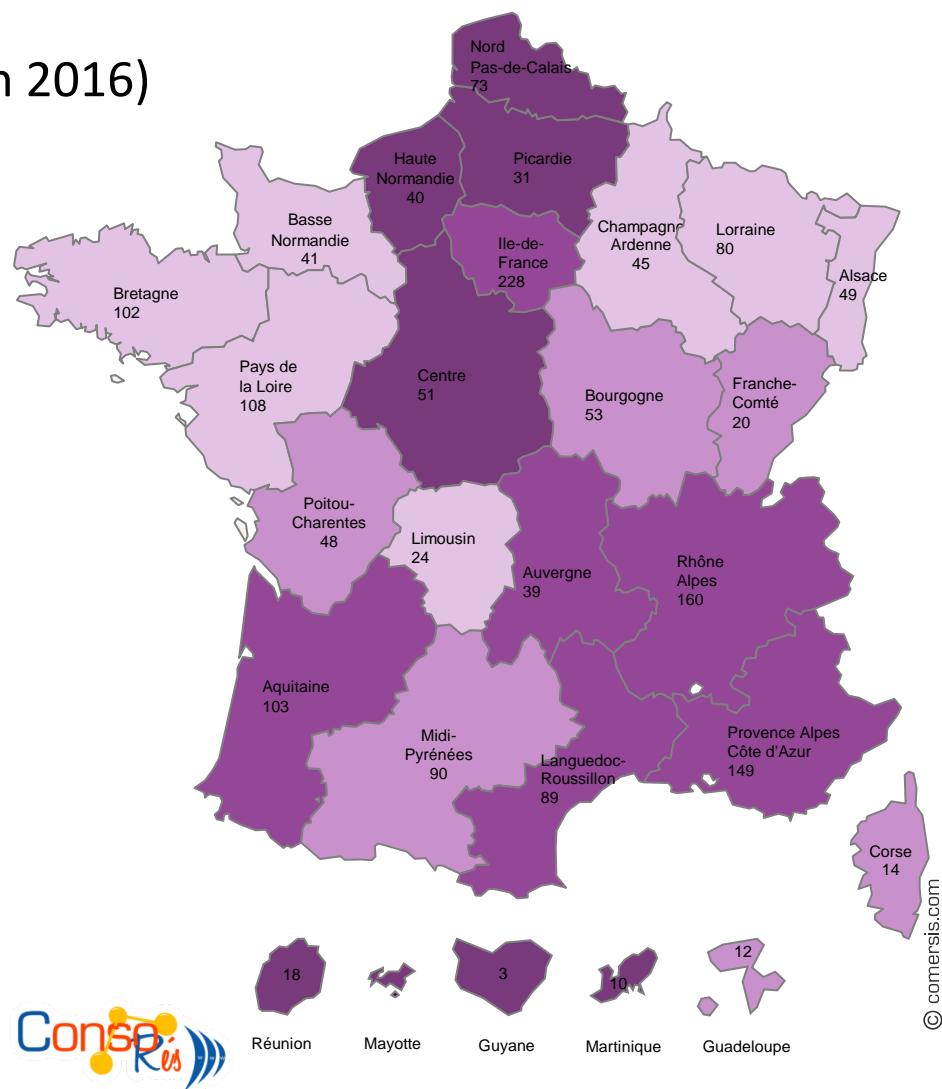 n 2016)
Nord
Pas-de-Calais
73
Haute
Normandie
40
Picardie
31
Basse
Normandie
41
Ile-de-
France
228
Champagne
Ardenne
45
Lorraine
80
Alsace
49
Bretagne
102
Pays de
la Loire
108
Centre
51
Bourgogne
53
Franche-
Comté
20
Poitou-
Charentes
48
Limousin
24
Auvergne
39
Rhône
Alpes
160
Aquitaine
103
Midi-
Pyrénées
90
Languedoc-
Roussillon
89
Provence Alpes
Côte d'Azur
149
Corse
14
© comersis.com
18
3
10
12
Réunion
Mayotte
Guyane
Martinique
Guadeloupe
Conso
Rés